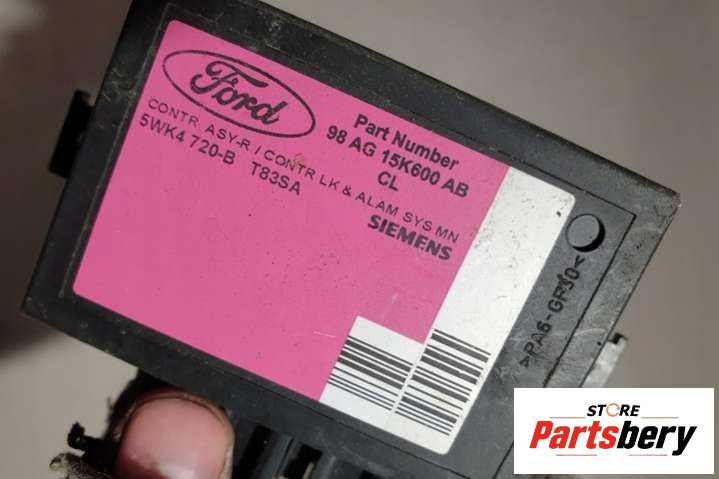 Ford
Part Number
98 AG 15K600 AB
CL
CONTR ASY-R / CONTR LK & ALAM SYS MN
5WK4 720-B T83SA
SIEMENS
>PA6-GF30<
STORE
Partsbery